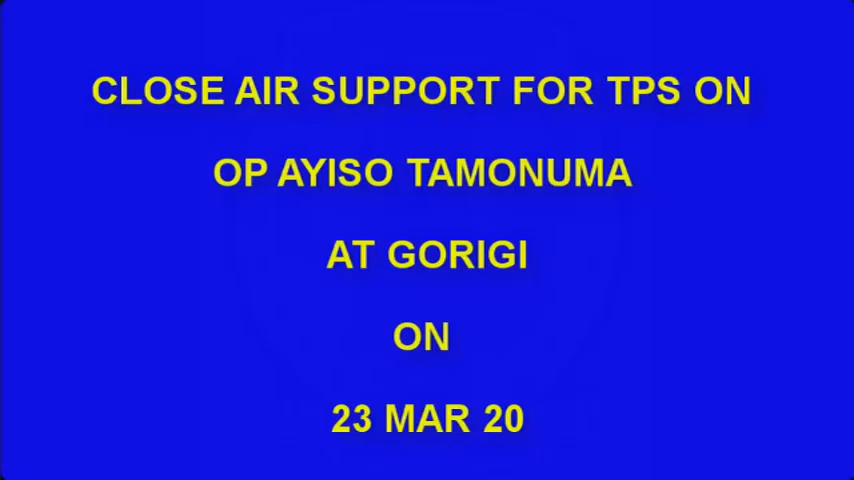 CLOSE AIR SUPPORT FOR TPS ON
OP AYISO TAMONUMA
AT GORIGI
ON
23 MAR 20